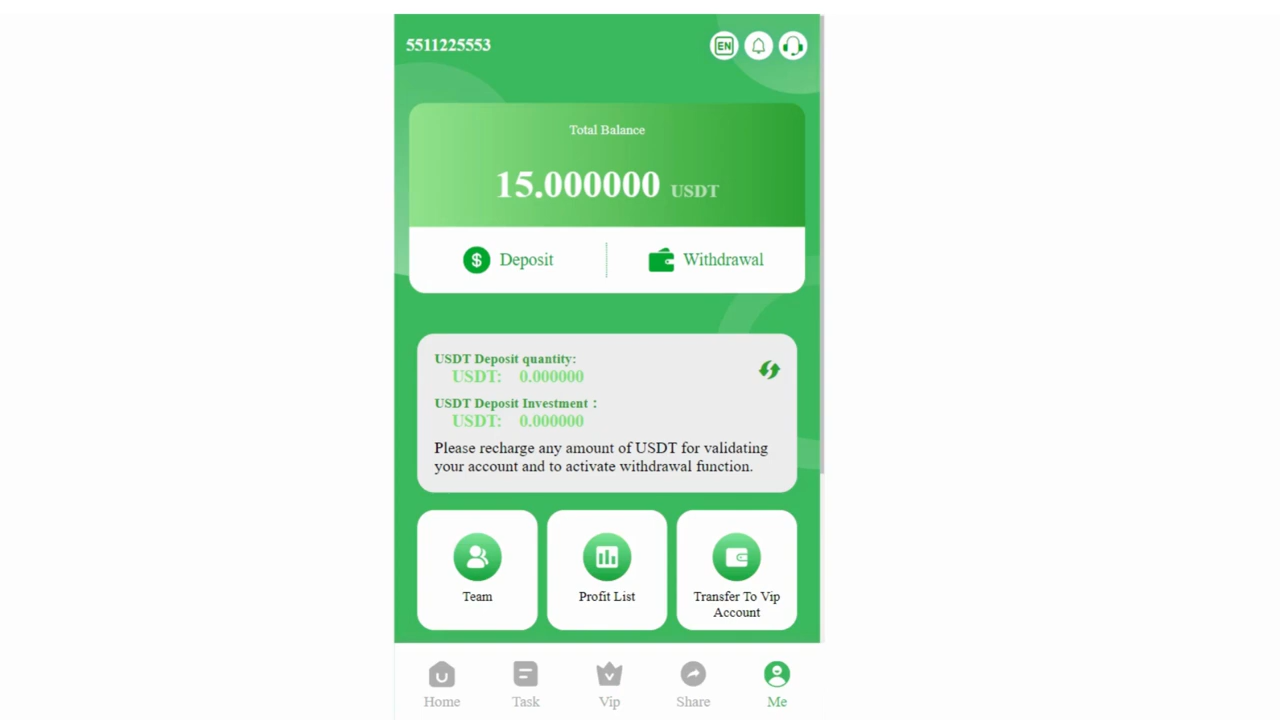 5511225553
EN
Total Balance
15.000000 USDT
$ Deposit
Withdrawal
USDT Deposit quantity:
USDT: 0.000000
USDT Deposit Investment :
USDT: 0.000000
Please recharge any amount of USDT for validating
your account and to activate withdrawal function.
Team
Profit List
Transfer To Vip
Account
Home
Task
Vip
Share
Me